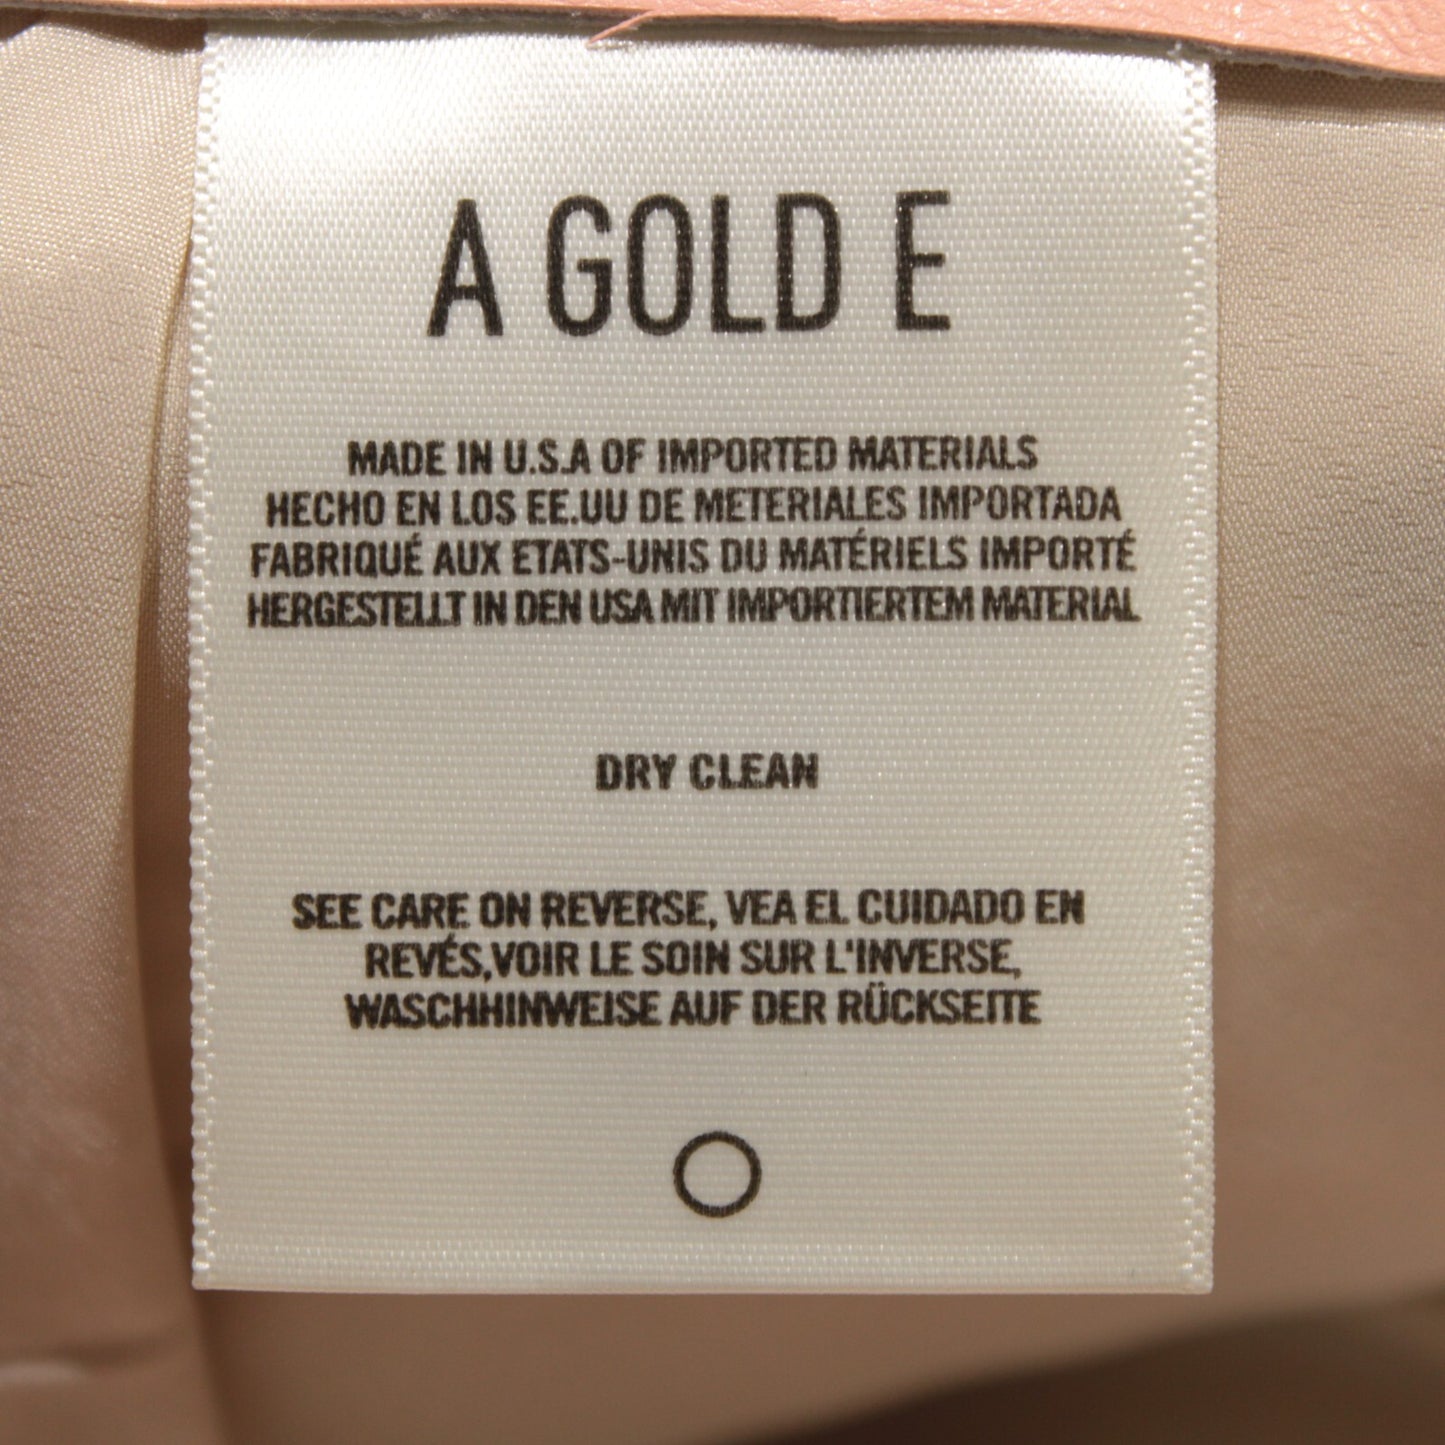 A GOLD E
MADE IN U.S.A OF IMPORTED MATERIALS
HECHO EN LOS EE.UU DE METERIALES IMPORTADA
FABRIQUÉ AUX ETATS-UNIS DU MATÉRIELS IMPORTÉ
HERGESTELLT IN DEN USA MIT IMPORTIERTEM MATERIAL
DRY CLEAN
SEE CARE ON REVERSE, VEA EL CUIDADO EN
REVÉS,VOIR LE SOIN SUR L'INVERSE,
WASCHHINWEISE AUF DER RÜCKSEITE